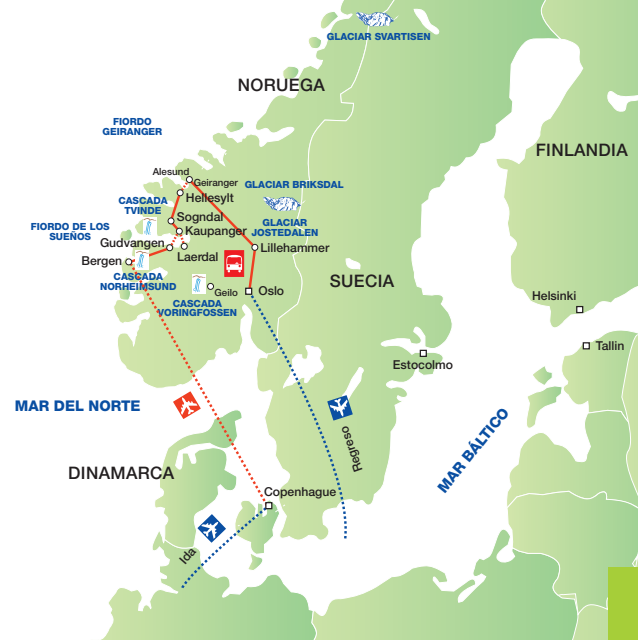 GLACIAR SVARTISEN
NORUEGA
FIORDO
GEIRANGER
FINLANDIA
Alesund
Geiranger
GLACIAR BRIKSDAL
Hellesylt
CASCADA
TVINDE
GLACIAR
JOSTEDALEN
Sogndal
FIORDO DE LOS
SUEÑOS
Kaupanger
Gudvangen
Lillehammer
Laerdal
Bergen
CASCADA
NORHEIMSUND
SUECIA
Geilo
Oslo
CASCADA
VORINGFOSSEN
Helsinki
Tallin
Estocolmo
MAR DEL NORTE
MAR BÁLTICO
Regreso
DINAMARCA
Copenhague
Ida